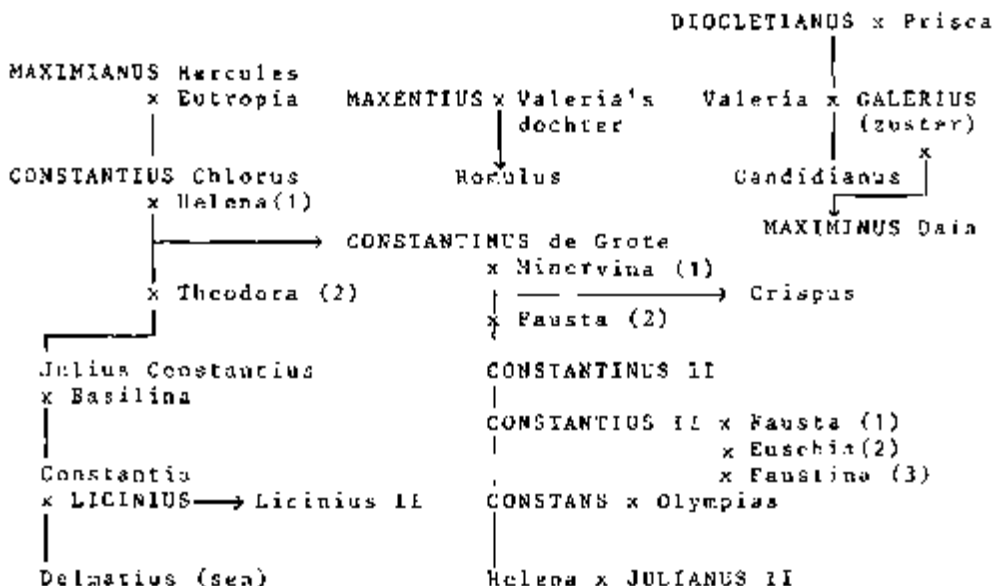 DIOCLETIANUS x Prisca
MAXIMIANUS Hercules
x Eutropia
MAXENTIUS x Valeria's
dochter
Valeria x GALERIUS
(zuster)
x
CONSTANTIUS Chlorus
x Helena(1)
Romulus
Candidianus
MAXIMINUS Daia
CONSTANTINUS de Grote
x Minervina (1)
x Theodora (2)
Crispus
x Fausta (2)
Julius Constantius
x Basilina
CONSTANTINUS II
CONSTANTIUS II x Fausta (1)
x Eusebia(2)
x Faustina (3)
Constantia
x LICINIUS → Licinius II
CONSTANS x Olympias
Delmatius (sen)
Helena x JULIANUS II